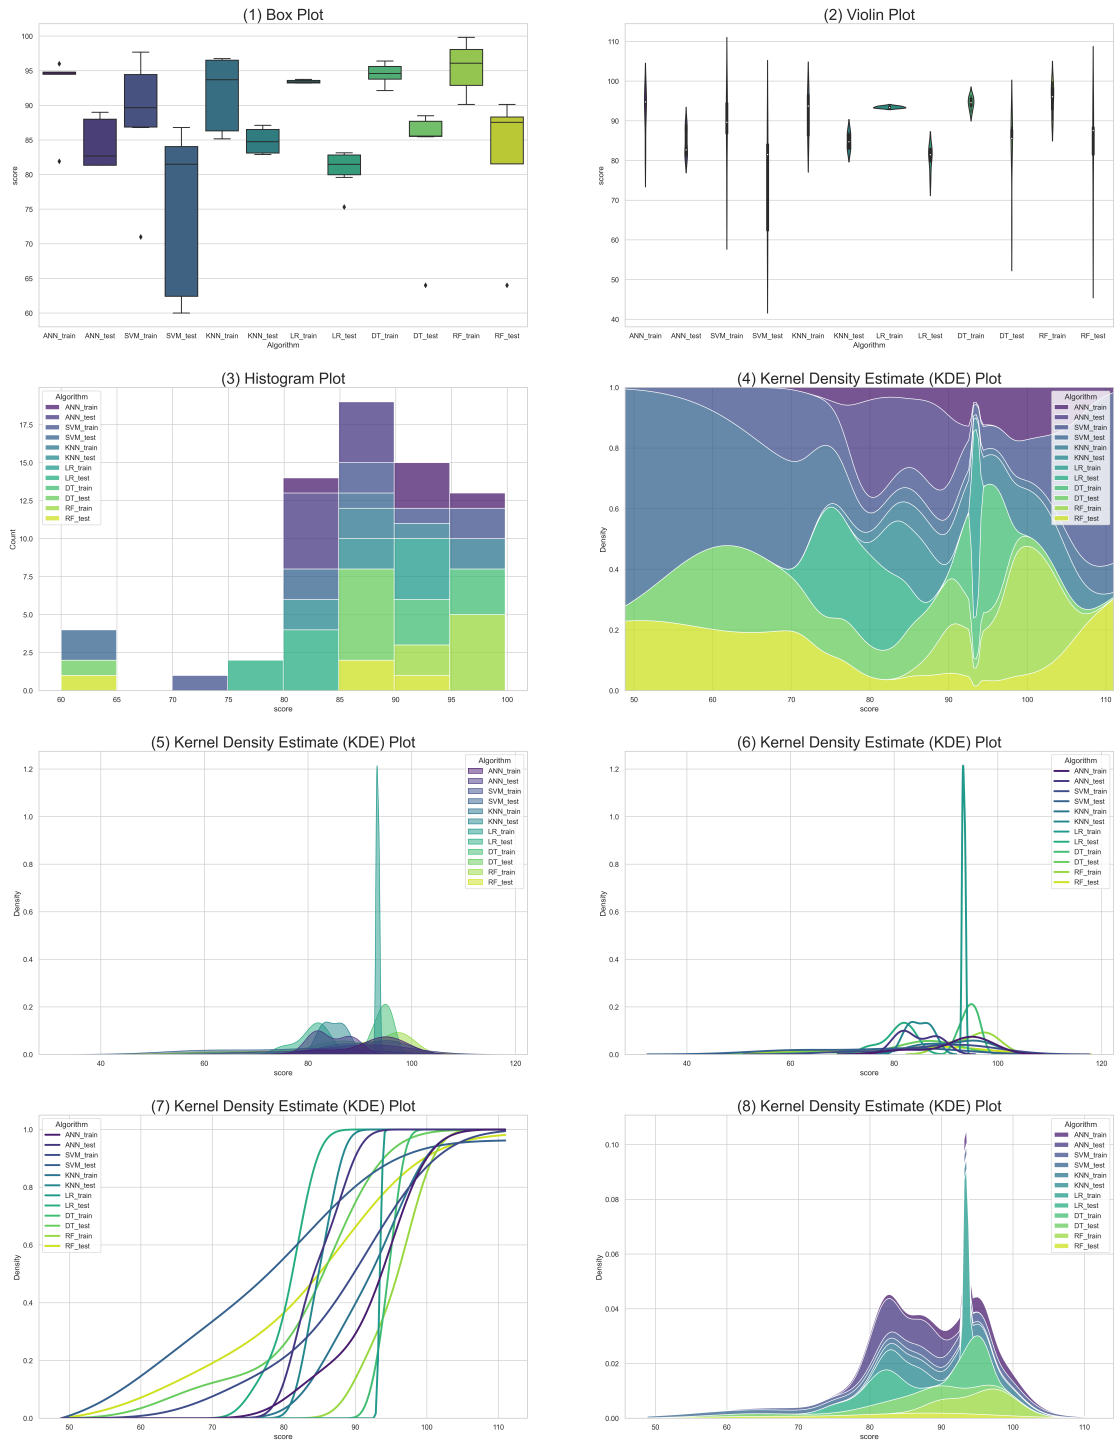 (1) Box Plot
100
95
90
85
80
75
70
65
60
score
ANN_train ANN_test SVM_train SVM_test KNN_train KNN_test LR_train LR_test DT_train DT_test RF_train RF_test
Algorithm
(2) Violin Plot
110
100
90
80
70
60
50
40
score
ANN_train ANN_test SVM_train SVM_test KNN_train KNN_test LR_train LR_test DT_train DT_test RF_train RF_test
Algorithm
(3) Histogram Plot
Algorithm
ANN_train
ANN_test
SVM_train
SVM_test
KNN_train
KNN_test
LR_train
LR_test
DT_train
DT_test
RF_train
RF_test
17.5
15.0
12.5
10.0
7.5
5.0
2.5
0.0
Count
60 65 70 75 80 85 90 95 100
score
(4) Kernel Density Estimate (KDE) Plot
Algorithm
ANN_train
ANN_test
SVM_train
SVM_test
KNN_train
KNN_test
LR_train
LR_test
DT_train
DT_test
RF_train
RF_test
1.0
0.8
0.6
0.4
0.2
0.0
Density
50 60 70 80 90 100 110
score
(5) Kernel Density Estimate (KDE) Plot
Algorithm
ANN_train
ANN_test
SVM_train
SVM_test
KNN_train
KNN_test
LR_train
LR_test
DT_train
DT_test
RF_train
RF_test
1.2
1.0
0.8
0.6
0.4
0.2
0.0
Density
40 60 80 100 120
score
(6) Kernel Density Estimate (KDE) Plot
Algorithm
ANN_train
ANN_test
SVM_train
SVM_test
KNN_train
KNN_test
LR_train
LR_test
DT_train
DT_test
RF_train
RF_test
1.2
1.0
0.8
0.6
0.4
0.2
0.0
Density
40 60 80 100 120
score
(7) Kernel Density Estimate (KDE) Plot
Algorithm
ANN_train
ANN_test
SVM_train
SVM_test
KNN_train
KNN_test
LR_train
LR_test
DT_train
DT_test
RF_train
RF_test
1.0
0.8
0.6
0.4
0.2
0.0
Density
50 60 70 80 90 100 110
score
(8) Kernel Density Estimate (KDE) Plot
Algorithm
ANN_train
ANN_test
SVM_train
SVM_test
KNN_train
KNN_test
LR_train
LR_test
DT_train
DT_test
RF_train
RF_test
0.10
0.08
0.06
0.04
0.02
0.00
Density
50 60 70 80 90 100 110
score